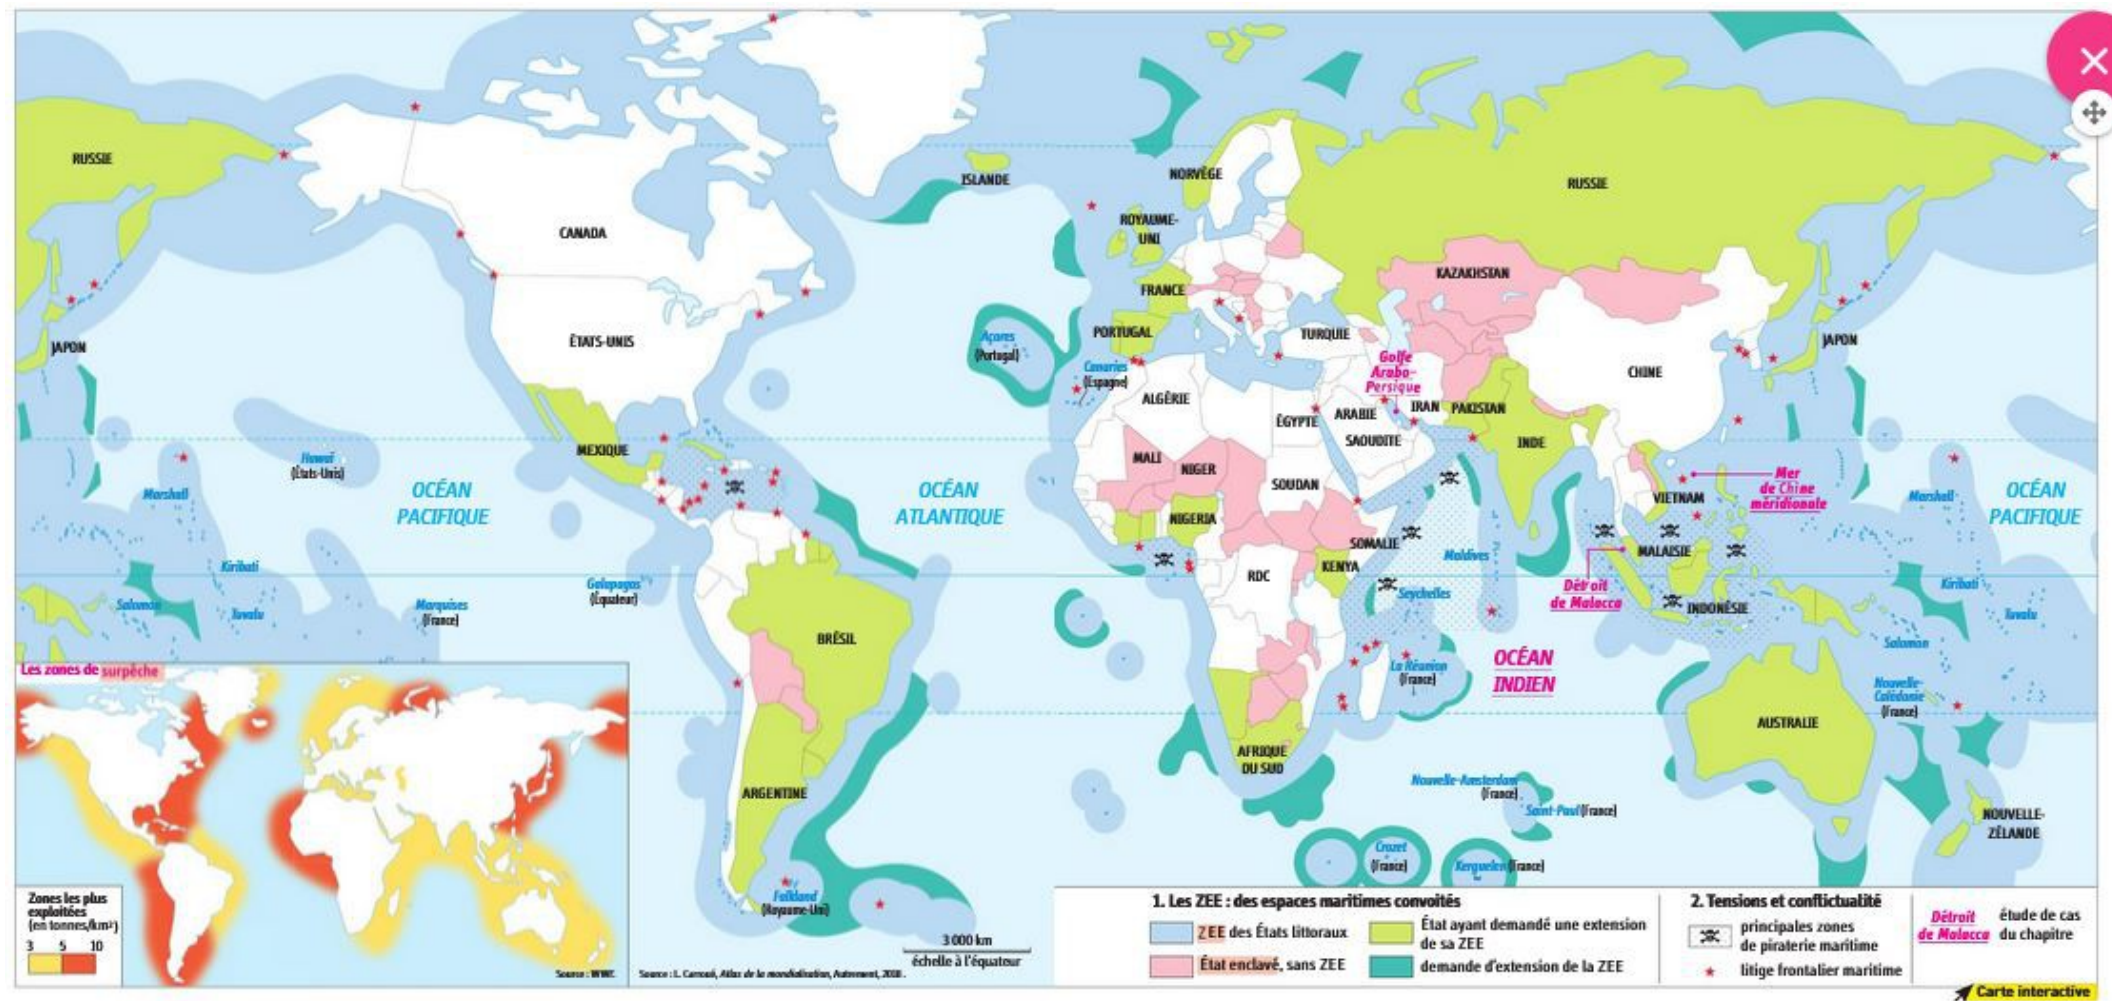 RUSSIE
CANADA
ÉTATS-UNIS
MEXIQUE
JAPON
Hawaï
(États-Unis)
Marshall
OCÉAN
PACIFIQUE
Kiribati
Salomon
Tuvalu
Marquises
(France)
Galapagos
(Équateur)
BRÉSIL
ARGENTINE
Falkland
(Royaume-Uni)
OCÉAN
ATLANTIQUE
ISLANDE
Açores
(Portugal)
NORVÈGE
ROYAUME-
UNI
FRANCE
PORTUGAL
Canaries
(Espagne)
RUSSIE
KAZAKHSTAN
TURQUIE
Golfe
Arabo-
Persique
ALGÉRIE
ÉGYPTE
ARABIE
SAOUDITE
IRAN
PAKISTAN
INDE
CHINE
JAPON
MALI
NIGER
SOUDAN
NIGERIA
SOMALIE
RDC
KENYA
Maldives
Seychelles
VIETNAM
Mer
de Chine
méridionale
MALAISIE
Détroit
de Malacca
INDONÉSIE
Marshall
OCÉAN
PACIFIQUE
Kiribati
Tuvalu
Salomon
OCÉAN
INDIEN
La Réunion
(France)
AFRIQUE
DU SUD
Nouvelle-Amsterdam
(France)
Saint-Paul (France)
Crozet
(France)
Kerguelen (France)
AUSTRALIE
Nouvelle-
Calédonie
(France)
NOUVELLE-
ZÉLANDE
Les zones de surpêche
Zones les plus
exploitées
(en tonnes/km²)
3 5 10
Source : WWF.
Source : L. Carroué, Atlas de la mondialisation, Autrement, 2018.
3 000 km
échelle à l'équateur
1. Les ZEE : des espaces maritimes convoités
ZEE des États littoraux
État enclavé, sans ZEE
État ayant demandé une extension
de sa ZEE
demande d'extension de la ZEE
2. Tensions et conflictualité
principales zones
de piraterie maritime
litige frontalier maritime
Détroit
de Malacca
étude de cas
du chapitre
Carte interactive